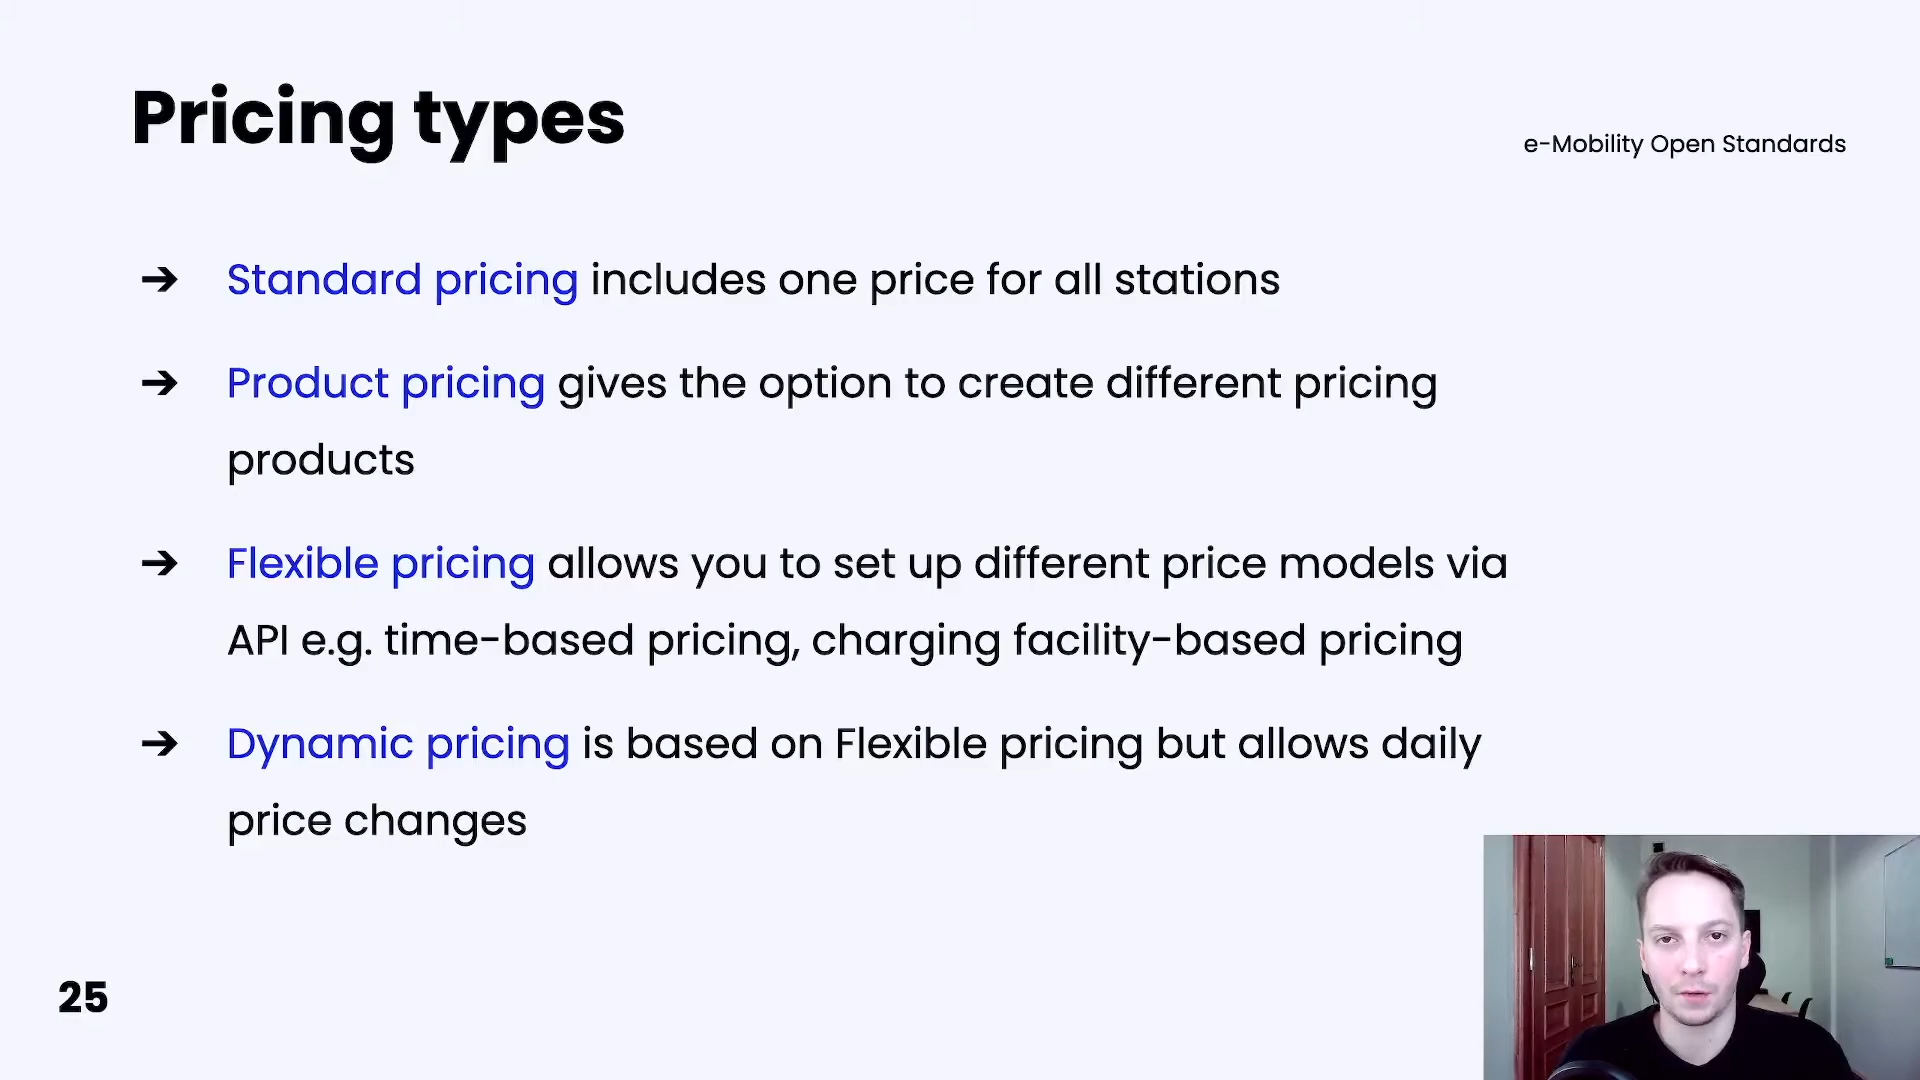 Pricing types
e-Mobility Open Standards
➔ Standard pricing includes one price for all stations
➔ Product pricing gives the option to create different pricing
products
➔ Flexible pricing allows you to set up different price models via
API e.g. time-based pricing, charging facility-based pricing
➔ Dynamic pricing is based on Flexible pricing but allows daily
price changes
25